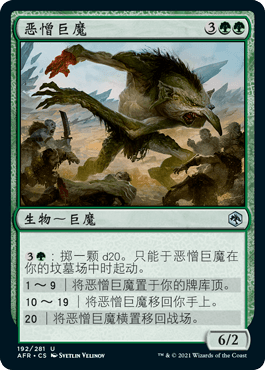 恶憎巨魔 3
生物～巨魔
3：掷一颗 d20。只能于恶憎巨魔在
你的坟墓场中时起动。
1～9｜将恶憎巨魔置于你的牌库顶。
10～19｜将恶憎巨魔移回你手上。
20｜将恶憎巨魔横置移回战场。
6/2
192/281 U
AFR • CS Svetlin Velinov
™ & © 2021 Wizards of the Coast